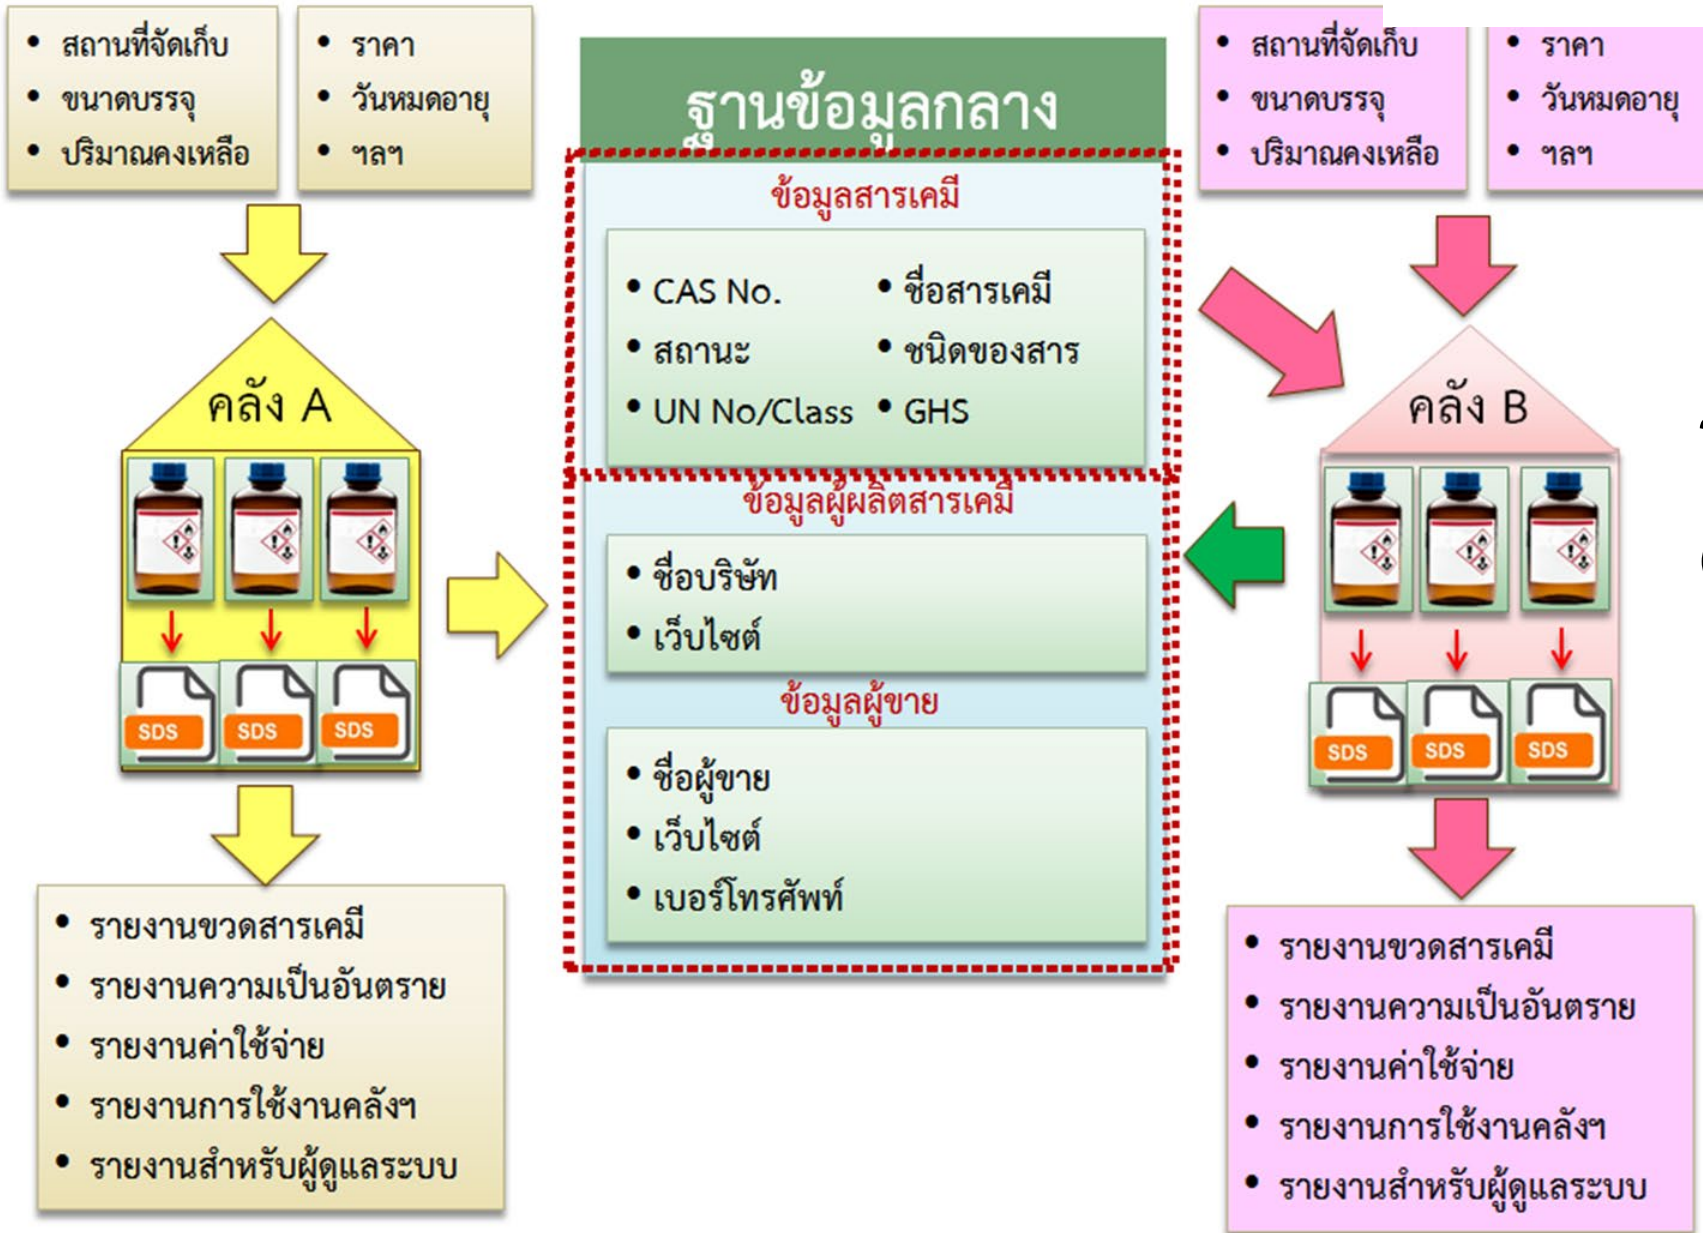 • สถานที่จัดเก็บ
• ขนาดบรรจุ
• ปริมาณคงเหลือ
• ราคา
• วันหมดอายุ
• ฯลฯ
คลัง A
SDS
SDS
SDS
• รายงานขวดสารเคมี
• รายงานความเป็นอันตราย
• รายงานค่าใช้จ่าย
• รายงานการใช้งานคลังฯ
• รายงานสำหรับผู้ดูแลระบบ
ฐานข้อมูลกลาง
ข้อมูลสารเคมี
• CAS No.
• สถานะ
• UN No/Class
• ชื่อสารเคมี
• ชนิดของสาร
• GHS
ข้อมูลผู้ผลิตสารเคมี
• ชื่อบริษัท
• เว็บไซต์
ข้อมูลผู้ขาย
• ชื่อผู้ขาย
• เว็บไซต์
• เบอร์โทรศัพท์
• สถานที่จัดเก็บ
• ขนาดบรรจุ
• ปริมาณคงเหลือ
• ราคา
• วันหมดอายุ
• ฯลฯ
คลัง B
SDS
SDS
SDS
• รายงานขวดสารเคมี
• รายงานความเป็นอันตราย
• รายงานค่าใช้จ่าย
• รายงานการใช้งานคลังฯ
• รายงานสำหรับผู้ดูแลระบบ